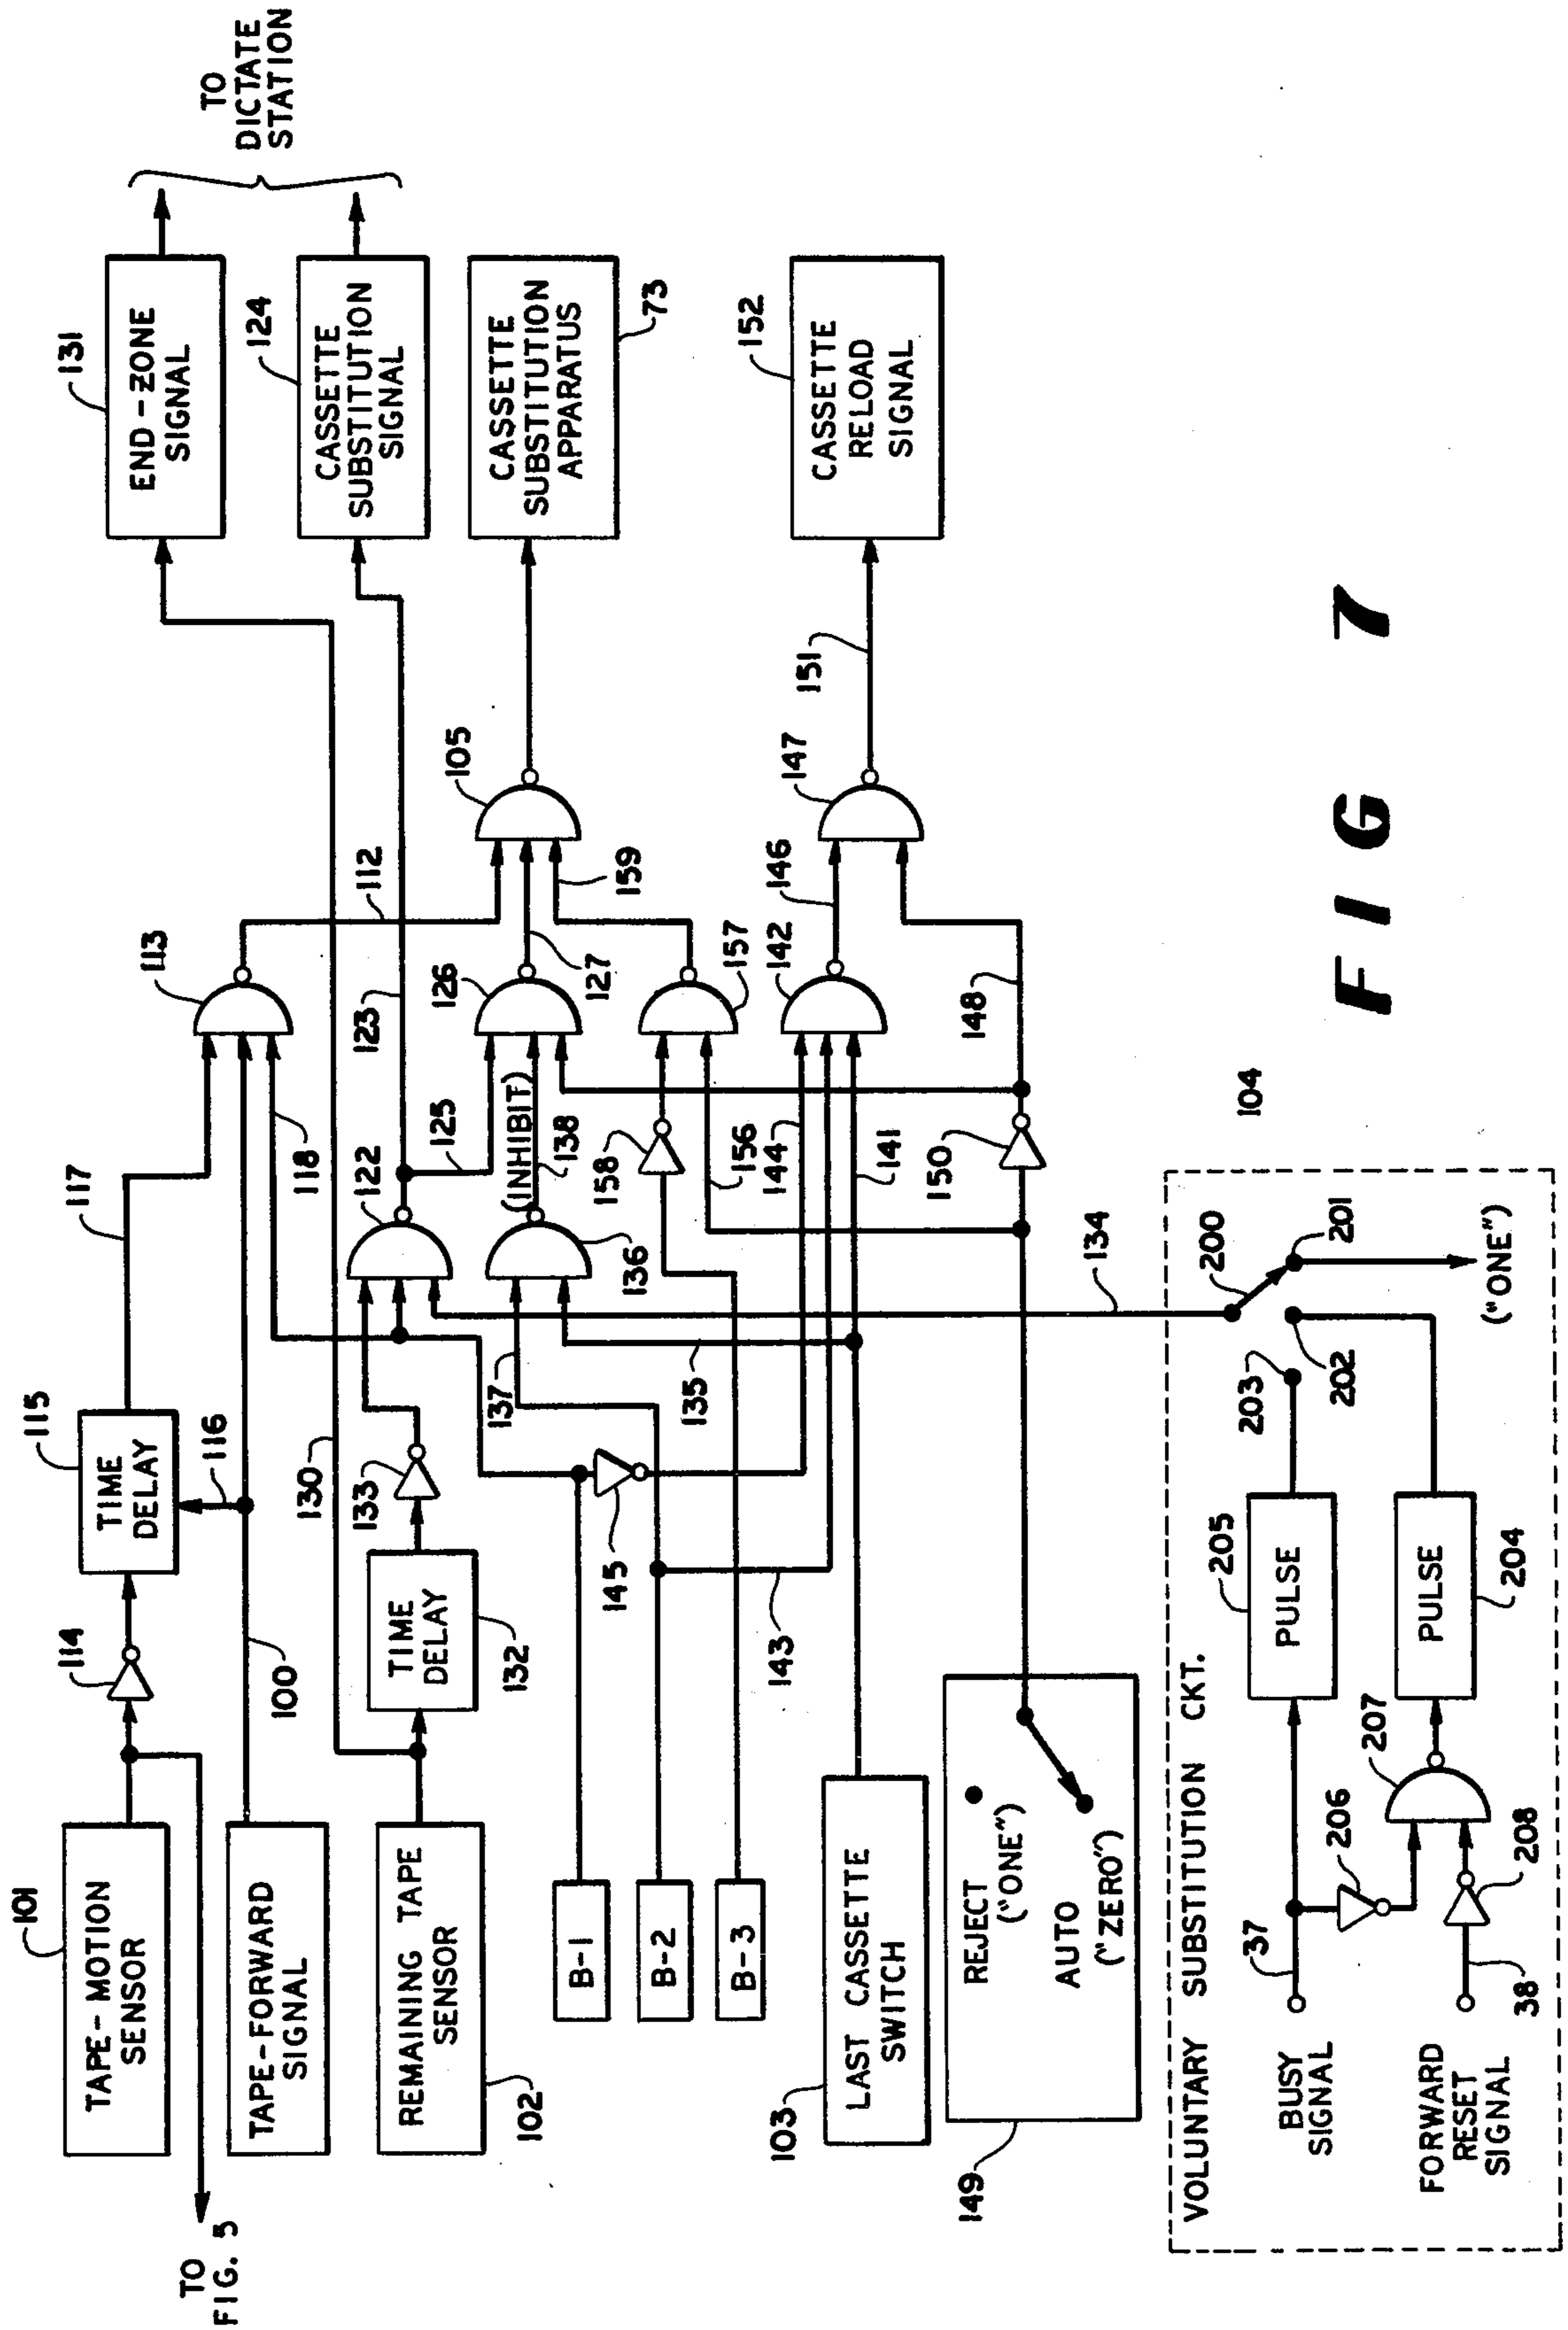 101
TAPE-MOTION
SENSOR
TO
FIG. 5
114
115
TIME
DELAY
116
117
113
118
100
TAPE-FORWARD
SIGNAL
REMAINING TAPE
SENSOR
102
130
TIME
DELAY
132
133
122
123
125
(INHIBIT)
138
126
127
112
105
159
131
END-ZONE
SIGNAL
124
CASSETTE
SUBSTITUTION
SIGNAL
TO
DICTATE
STATION
CASSETTE
SUBSTITUTION
APPARATUS
73
B-1
B-2
B-3
145
143
137
135
136
158
156
157
144
141
142
146
147
151
152
CASSETTE
RELOAD
SIGNAL
103
LAST CASSETTE
SWITCH
149
REJECT
("ONE")
AUTO
("ZERO")
150
148
134
104
VOLUNTARY SUBSTITUTION CKT.
BUSY
SIGNAL
37
206
205
PULSE
203
200
201
202
("ONE")
FORWARD
RESET
SIGNAL
38
208
207
PULSE
204
FIG 7